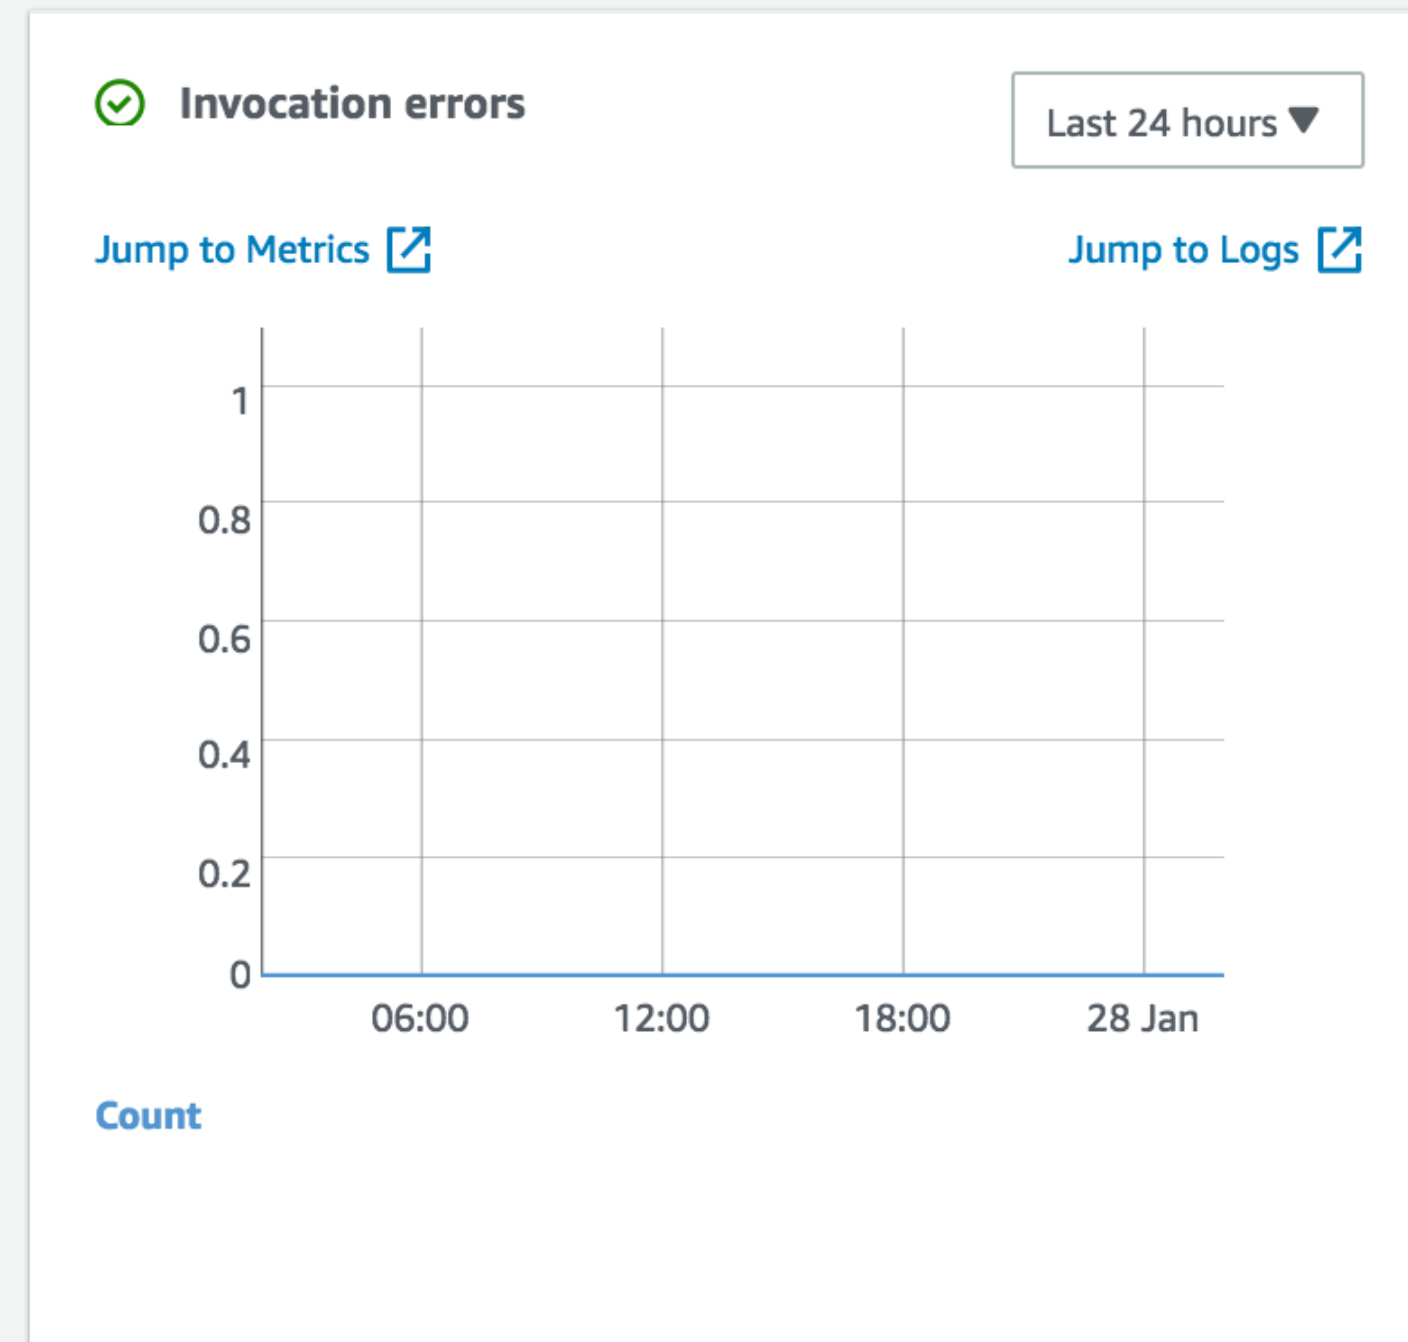 Invocation errors
Last 24 hours
Jump to Metrics
Jump to Logs
1
0.8
0.6
0.4
0.2
0
06:00 12:00 18:00 28 Jan
Count